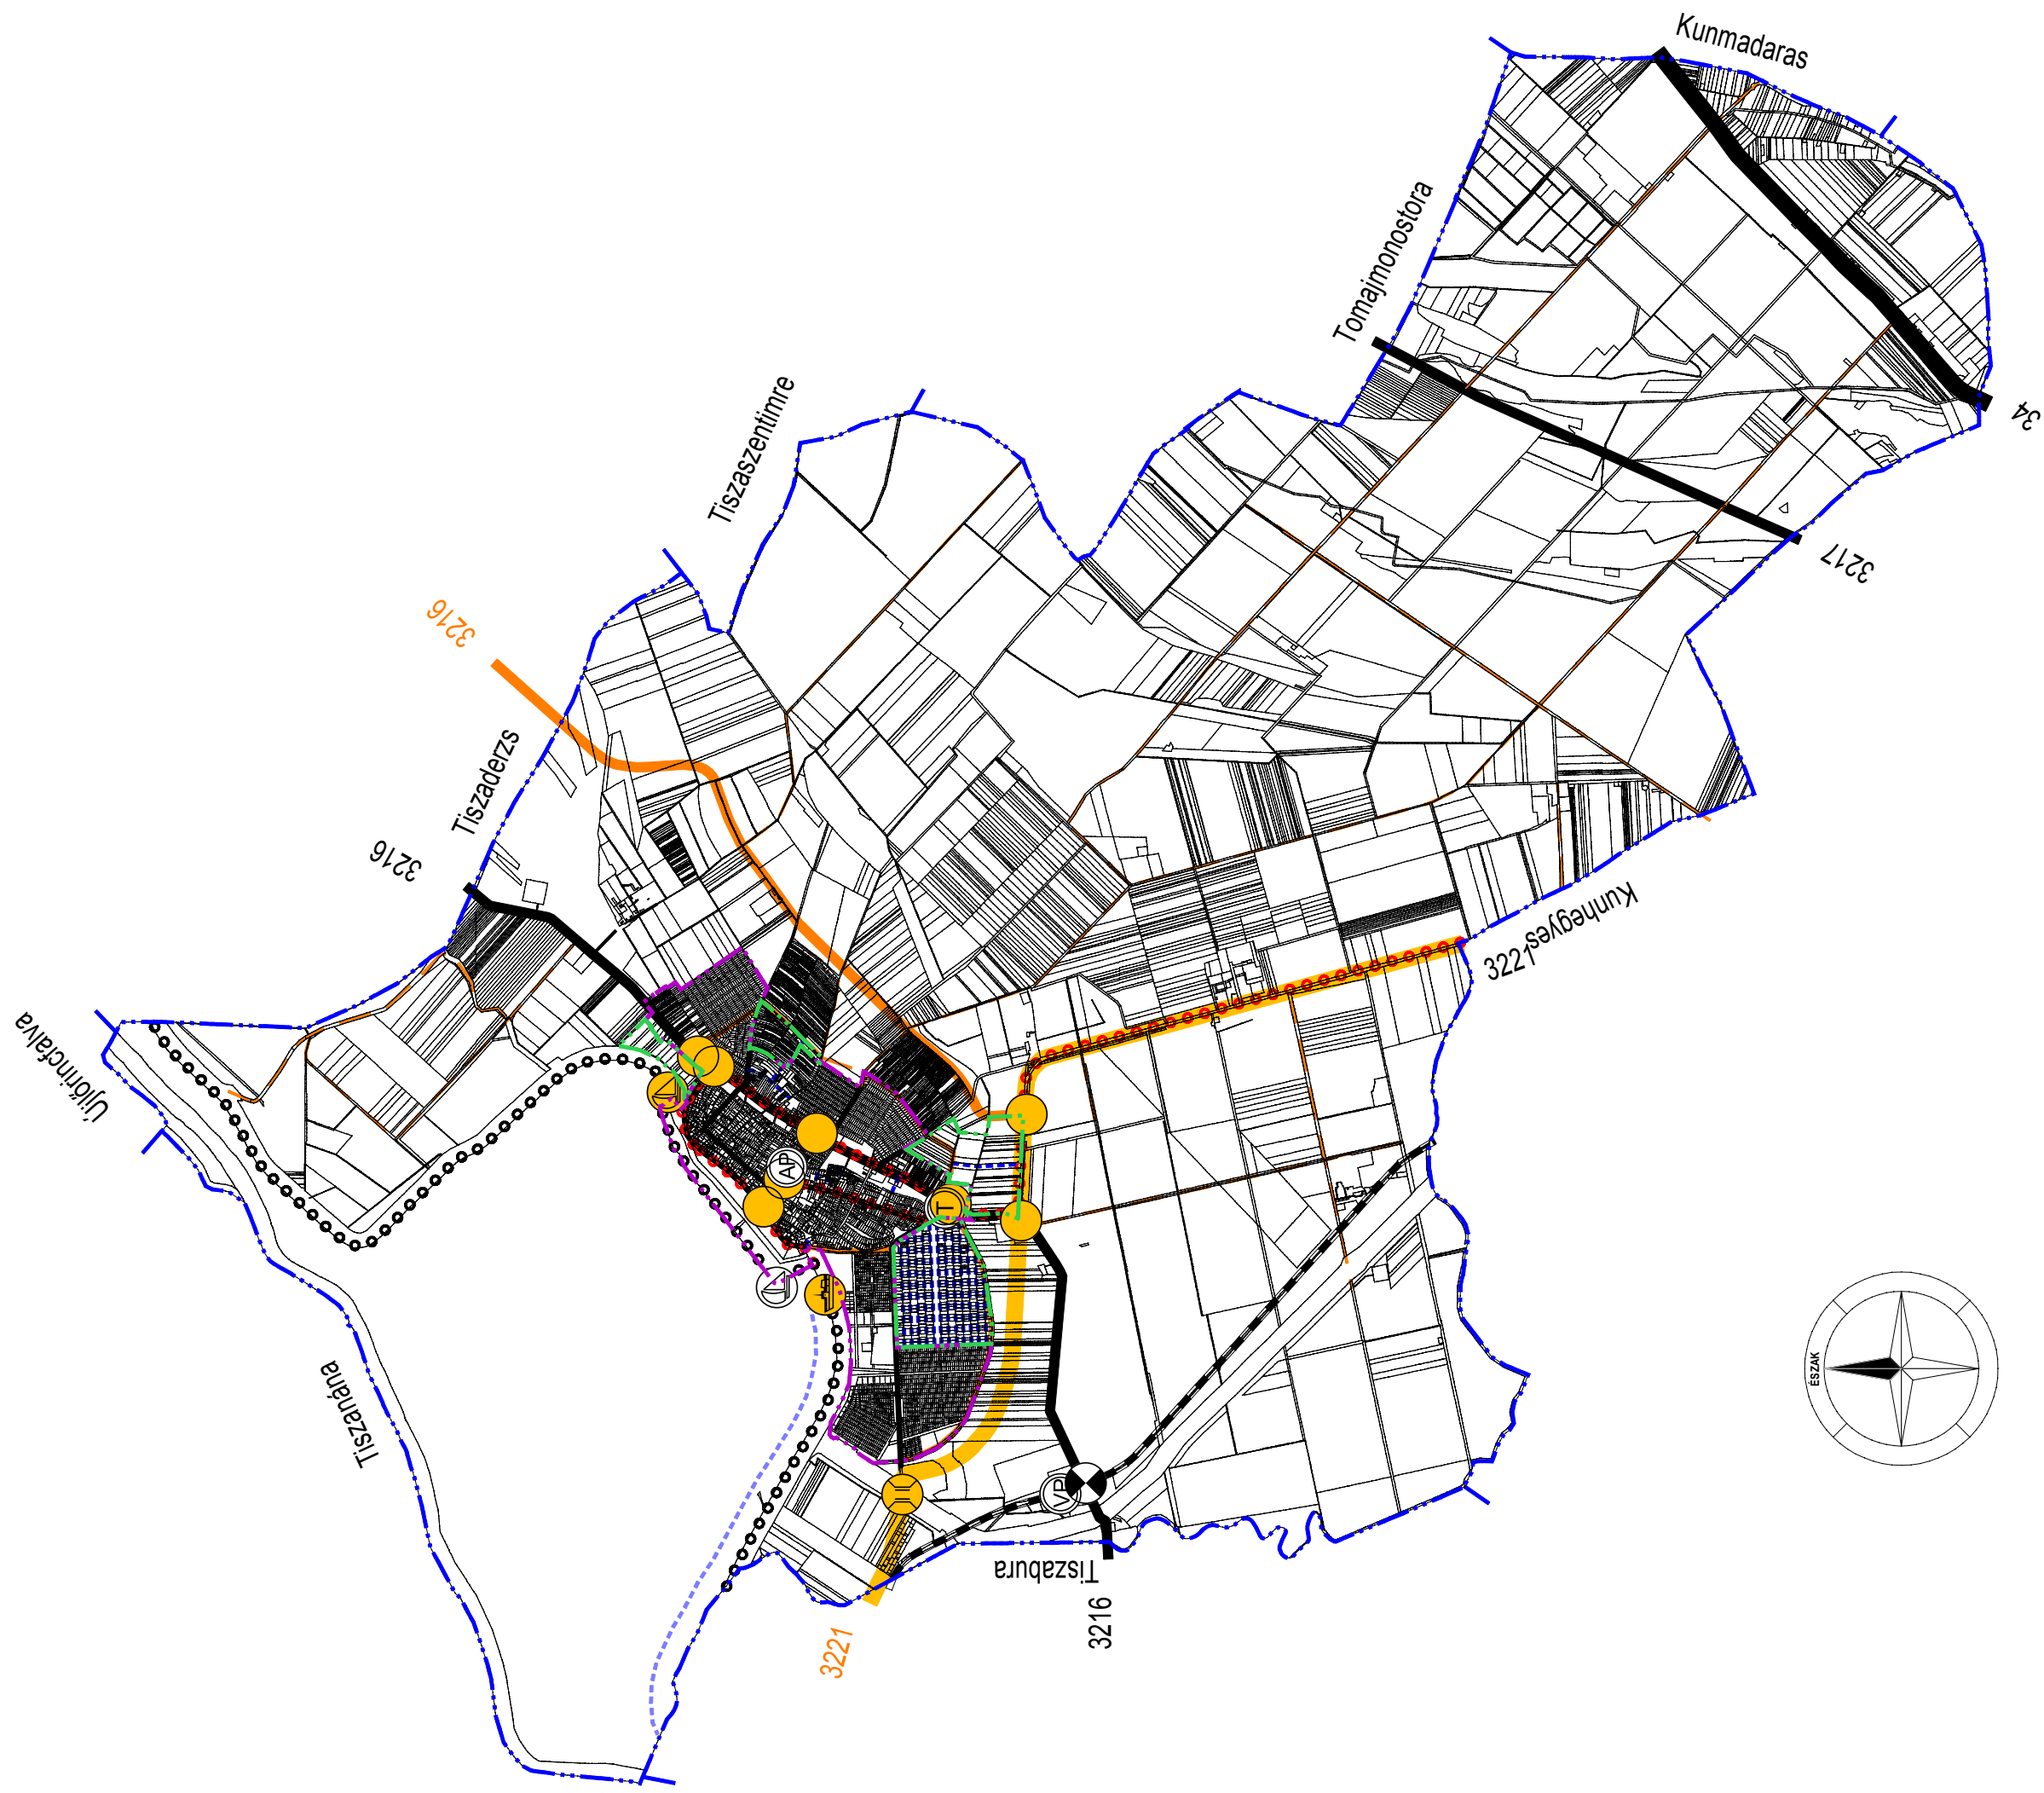 Kunmadaras
Tomajmonostora
34
Tiszaszentimre
3217
3216
Tiszaderzs
3216
Kunhegyes
3221
Újlőrincfalva
AP
T
ÉSZAK
Tiszanána
VP
Tiszabura
3216
3221